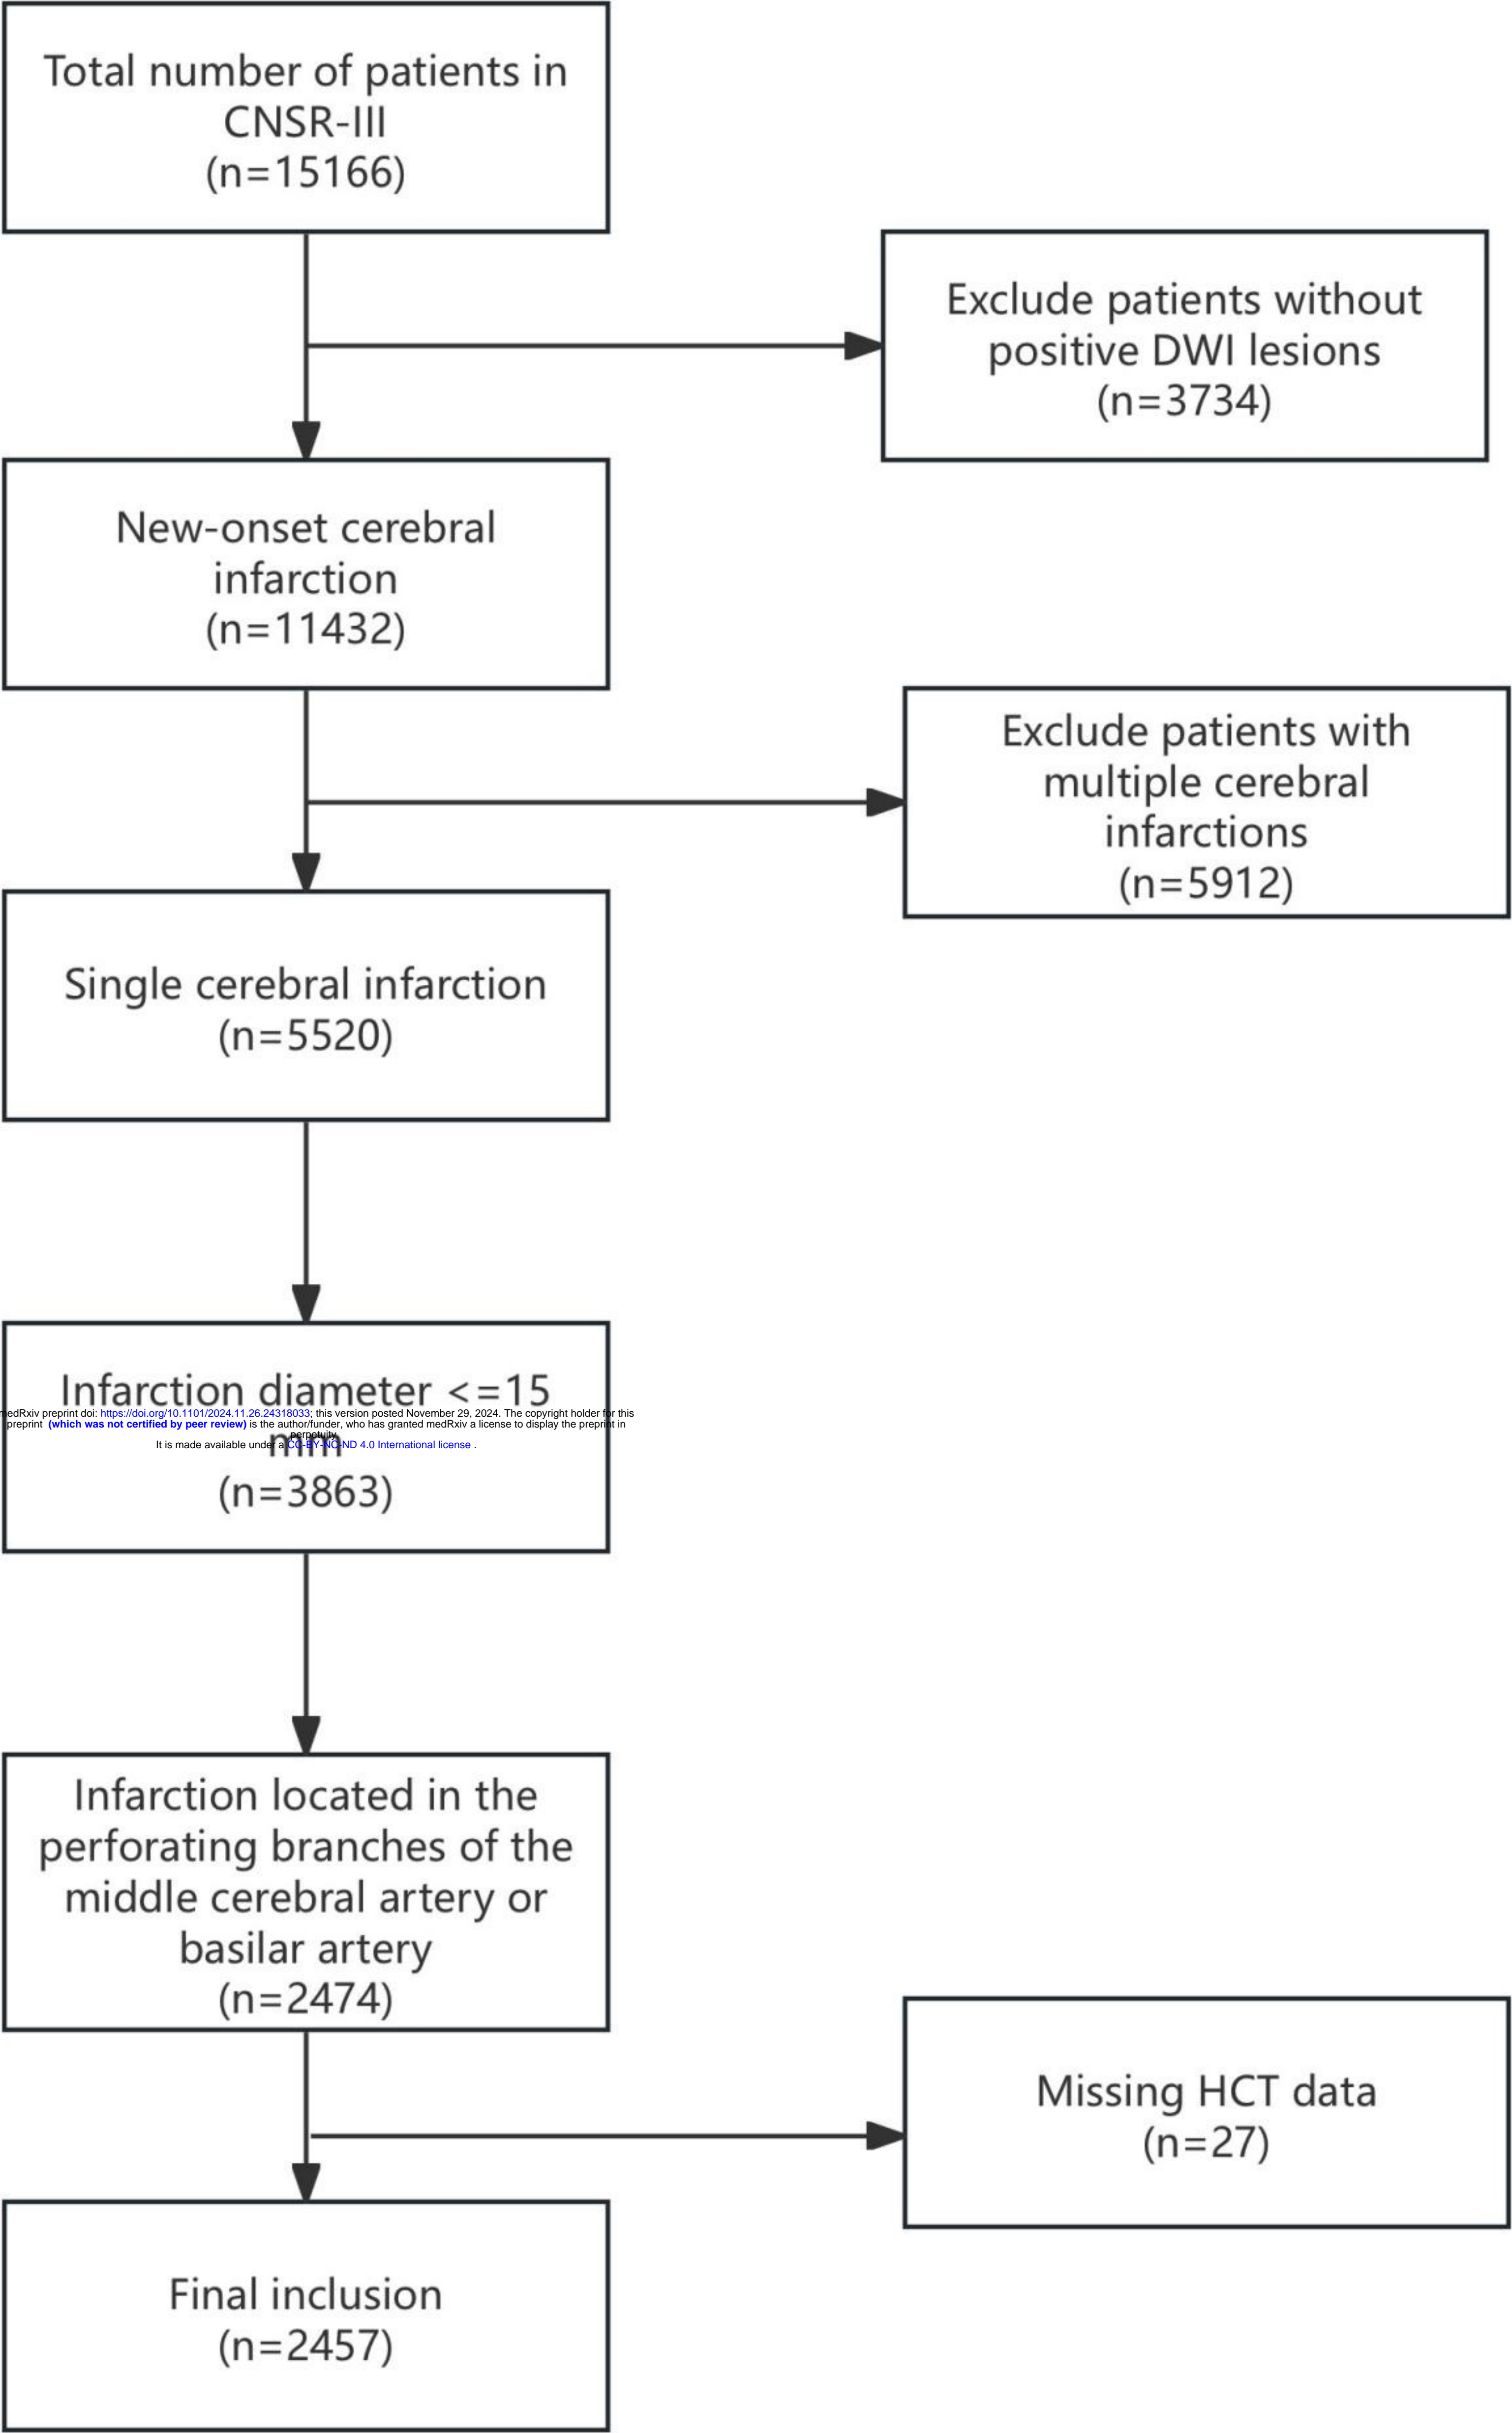 Total number of patients in
CNSR-III
(n=15166)
Exclude patients without
positive DWI lesions
(n=3734)
New-onset cerebral
infarction
(n=11432)
Exclude patients with
multiple cerebral
infarctions
(n=5912)
Single cerebral infarction
(n=5520)
Infarction diameter <=15
mm
(n=3863)
medRxiv preprint doi: https://doi.org/10.1101/2024.11.26.24318033; this version posted November 29, 2024. The copyright holder for this
preprint (which was not certified by peer review) is the author/funder, who has granted medRxiv a license to display the preprint in
perpetuity.
It is made available under a CC-BY-NC-ND 4.0 International license .
Infarction located in the
perforating branches of the
middle cerebral artery or
basilar artery
(n=2474)
Missing HCT data
(n=27)
Final inclusion
(n=2457)